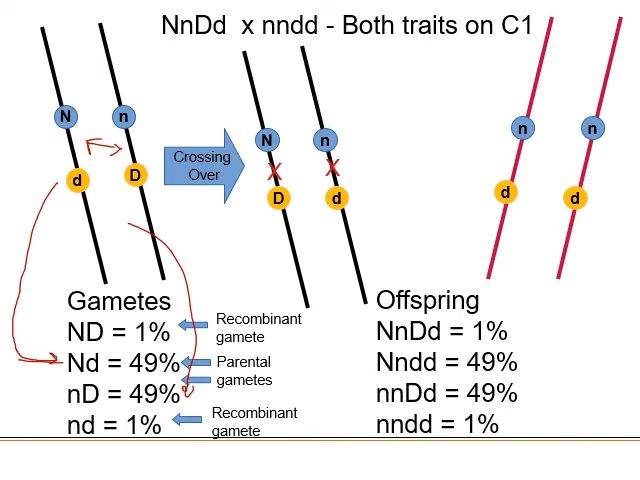 NnDd x nndd - Both traits on C1
N
n
d
D
Crossing
Over
N
n
X
X
D
d
n
n
d
d
Gametes
ND = 1%
Nd = 49%
nD = 49%
nd = 1%
Recombinant
gamete
Parental
gametes
Recombinant
gamete
Offspring
NnDd = 1%
Nndd = 49%
nnDd = 49%
nndd = 1%